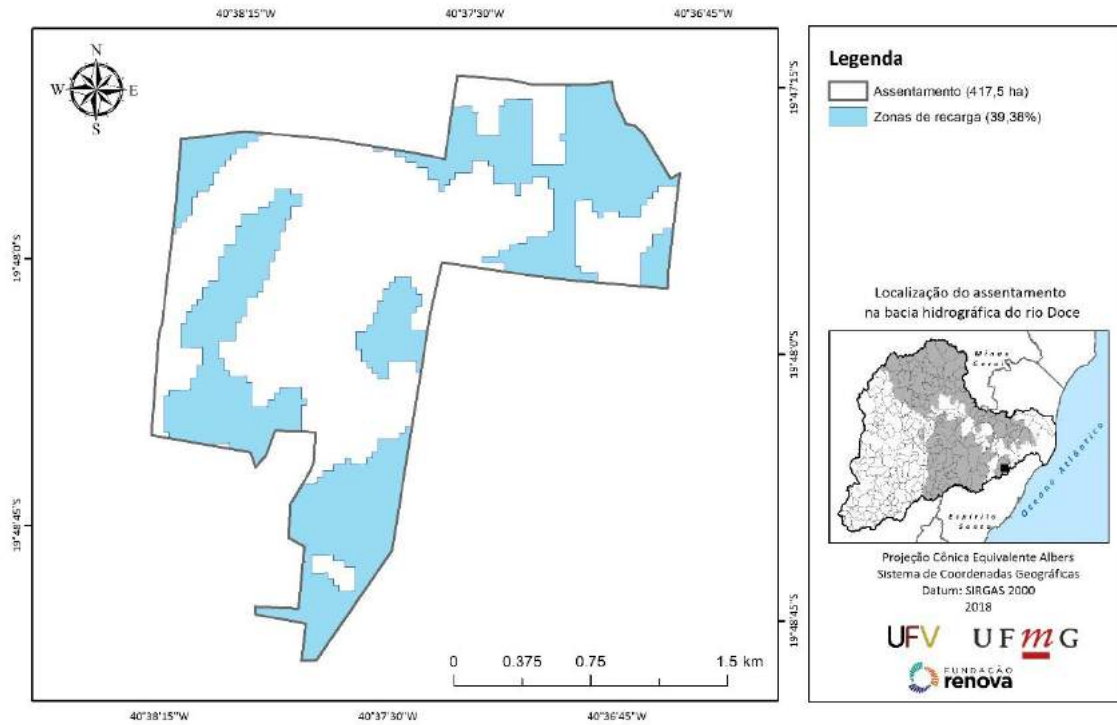 40°38'15"W
40°37'30"W
40°36'45"W
N
W
E
S
19°47'15"S
19°48'0"S
19°48'0"S
19°48'45"S
19°48'45"S
0 0.375 0.75 1.5 km
40°38'15"W
40°37'30"W
40°36'45"W
Legenda
Assentamento (417,5 ha)
Zonas de recarga (39,38%)
Localização do assentamento
na bacia hidrográfica do rio Doce
Minas
Gerais
Oceano Atlântico
Espírito
Santo
Projeção Cônica Equivalente Albers
Sistema de Coordenadas Geográficas
Datum: SIRGAS 2000
2018
UFV
UFmG
FUNDAÇÃO
renova